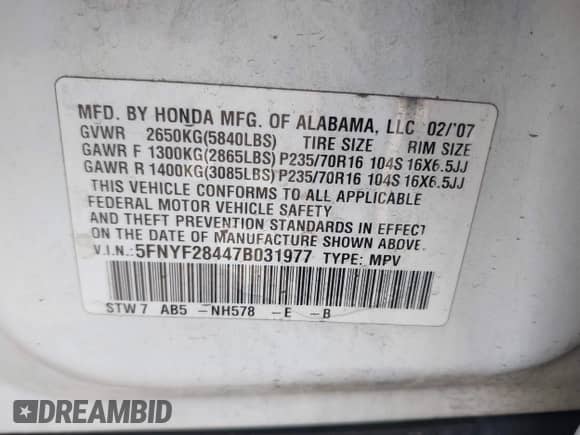 MFD. BY HONDA MFG. OF ALABAMA, LLC 02/'07
GVWR 2650KG(5840LBS) TIRE SIZE RIM SIZE
GAWR F 1300KG(2865LBS) P235/70R16 104S 16X6.5JJ
GAWR R 1400KG(3085LBS) P235/70R16 104S 16X6.5JJ
THIS VEHICLE CONFORMS TO ALL APPLICABLE
FEDERAL MOTOR VEHICLE SAFETY
AND THEFT PREVENTION STANDARDS IN EFFECT
ON THE DATE OF MANUFACTURE SHOWN ABOVE.
V.I.N.: 5FNYF28447B031977 TYPE: MPV
STW7 AB5 -NH578 -E -B
DREAMBID